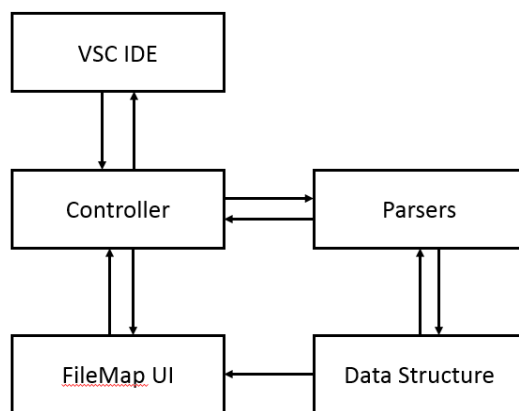 VSC IDE
Controller
Parsers
FileMap UI
Data Structure